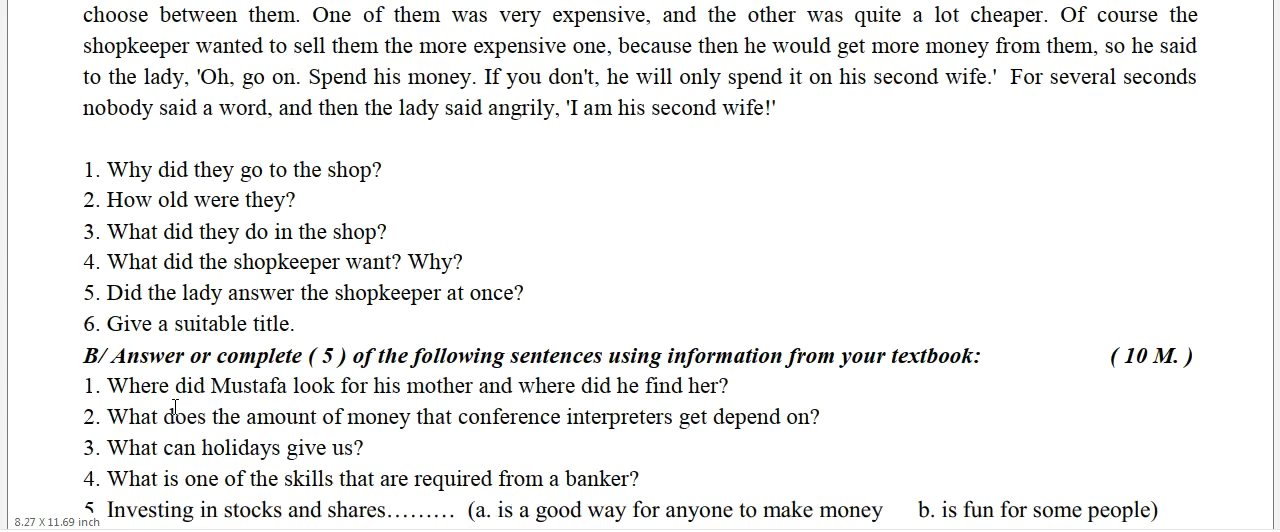 choose between them. One of them was very expensive, and the other was quite a lot cheaper. Of course the
shopkeeper wanted to sell them the more expensive one, because then he would get more money from them, so he said
to the lady, 'Oh, go on. Spend his money. If you don't, he will only spend it on his second wife.' For several seconds
nobody said a word, and then the lady said angrily, 'I am his second wife!'
1. Why did they go to the shop?
2. How old were they?
3. What did they do in the shop?
4. What did the shopkeeper want? Why?
5. Did the lady answer the shopkeeper at once?
6. Give a suitable title.
B/ Answer or complete ( 5 ) of the following sentences using information from your textbook: ( 10 M. )
1. Where did Mustafa look for his mother and where did he find her?
2. What does the amount of money that conference interpreters get depend on?
3. What can holidays give us?
4. What is one of the skills that are required from a banker?
5. Investing in stocks and shares……… (a. is a good way for anyone to make money b. is fun for some people)
8.27 X 11.69 inch